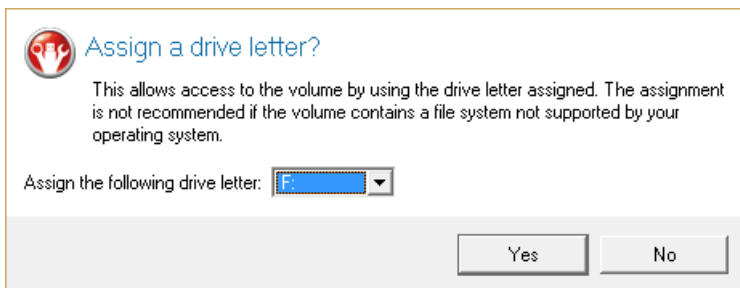 Assign a drive letter?
This allows access to the volume by using the drive letter assigned. The assignment
is not recommended if the volume contains a file system not supported by your
operating system.
Assign the following drive letter: F:
Yes No